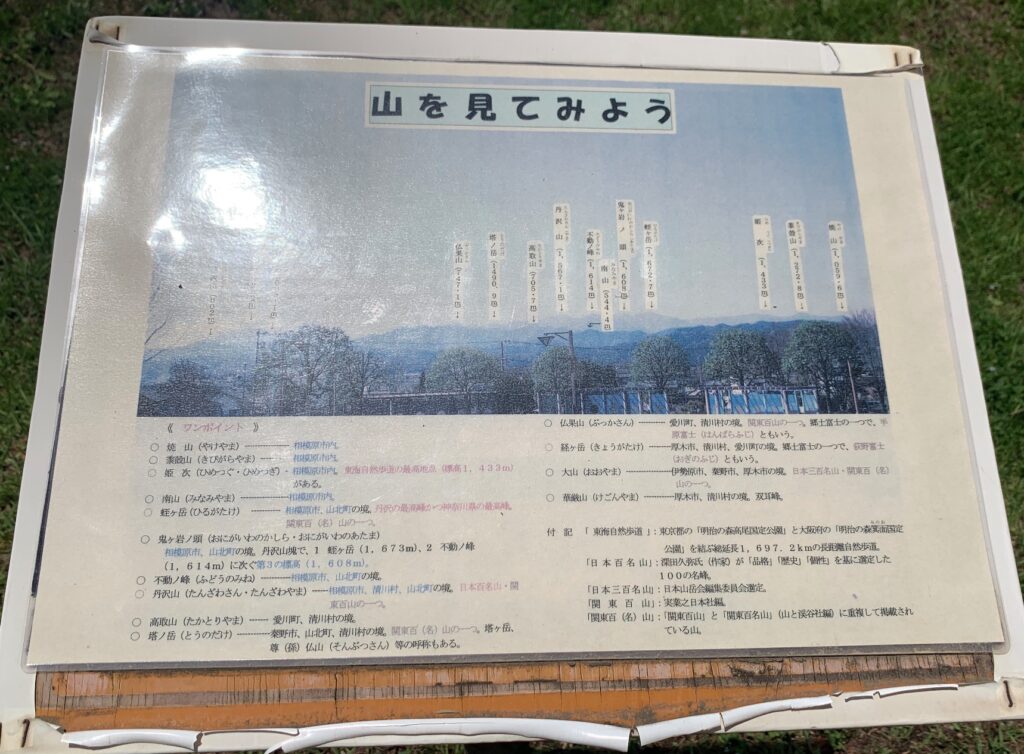 山を見てみよう
仏果山 (747.1m) →
塔ノ岳 (1490.9m) →
高取山 (705.7m) →
丹沢山 (1,567.1m) →
不動ノ峰 (1,614m) →
南山 (544.4m)
鬼ヶ岩ノ頭 (1,608m) →
蛭ヶ岳 (1,672.7m) →
姫次 (1,433m) →
黍殻山 (1,272.8m) →
焼山 (1,059.6m) →
《 ワンポイント 》
○ 焼 山(やけやま)--------------相模原市内。
○ 黍殻山(きびがらやま)------------相模原市内。
○ 姫 次(ひめつぐ・ひめつぎ)・相模原市内。東海自然歩道の最高地点(標高1,433m)
がある。
○ 南山(みなみやま)--------------相模原市内。
○ 蛭ヶ岳(ひるがたけ)------------相模原市、山北町の境。丹沢の最高峰かつ神奈川県の最高峰。
関東百(名)山の一つ。
○ 鬼ヶ岩ノ頭(おにがいわのかしら・おにがいわのあたま)
相模原市、山北町の境。丹沢山塊で、1 蛭ヶ岳(1,673m)、2 不動ノ峰
(1,614m)に次ぐ第3の標高(1,608m)。
○ 不動ノ峰(ふどうのみね)--------相模原市、山北町の境。
○ 丹沢山(たんざわさん・たんざわやま)----相模原市、清川村、山北町の境。日本百名山・関
東百山の一つ。
○ 高取山(たかとりやま)------ 愛川町、清川村の境。
○ 塔ノ岳(とうのだけ)--------------秦野市、山北町、清川村の境。関東百(名)山の一つ。塔ヶ岳、
尊(孫)仏山(そんぶつさん)等の呼称もある。
○ 仏果山(ぶっかさん)------------愛川町、清川村の境。関東百山の一つ。郷土富士の一つで、半
原富士(はんばらふじ)ともいう。
○ 経ヶ岳(きょうがたけ)----------厚木市、清川村、愛川町の境。郷土富士の一つで、荻野富士
(おぎのふじ)ともいう。
○ 大山(おおやま)--------------伊勢原市、秦野市、厚木市の境。日本三百名山・関東百(名)
山の一つ。
○ 華厳山(けごんやま)------------厚木市、清川村の境。双耳峰。
付 記 「 東海自然歩道 」:東京都の「明治の森高尾国定公園」と大阪府の「明治の森箕面国定
公園」を結ぶ総延長1,697.2kmの長距離自然歩道。
「日 本 百 名 山」:深田久弥氏(作家)が「品格」「歴史」「個性」を基に選定した
100の名峰。
「日本三百名山」:日本山岳会編集委員会選定。
「関 東 百 山」:実業之日本社編。
「関東百(名)山」:「関東百山」と「関東百名山」(山と渓谷社編)に重複して掲載され
ている山。